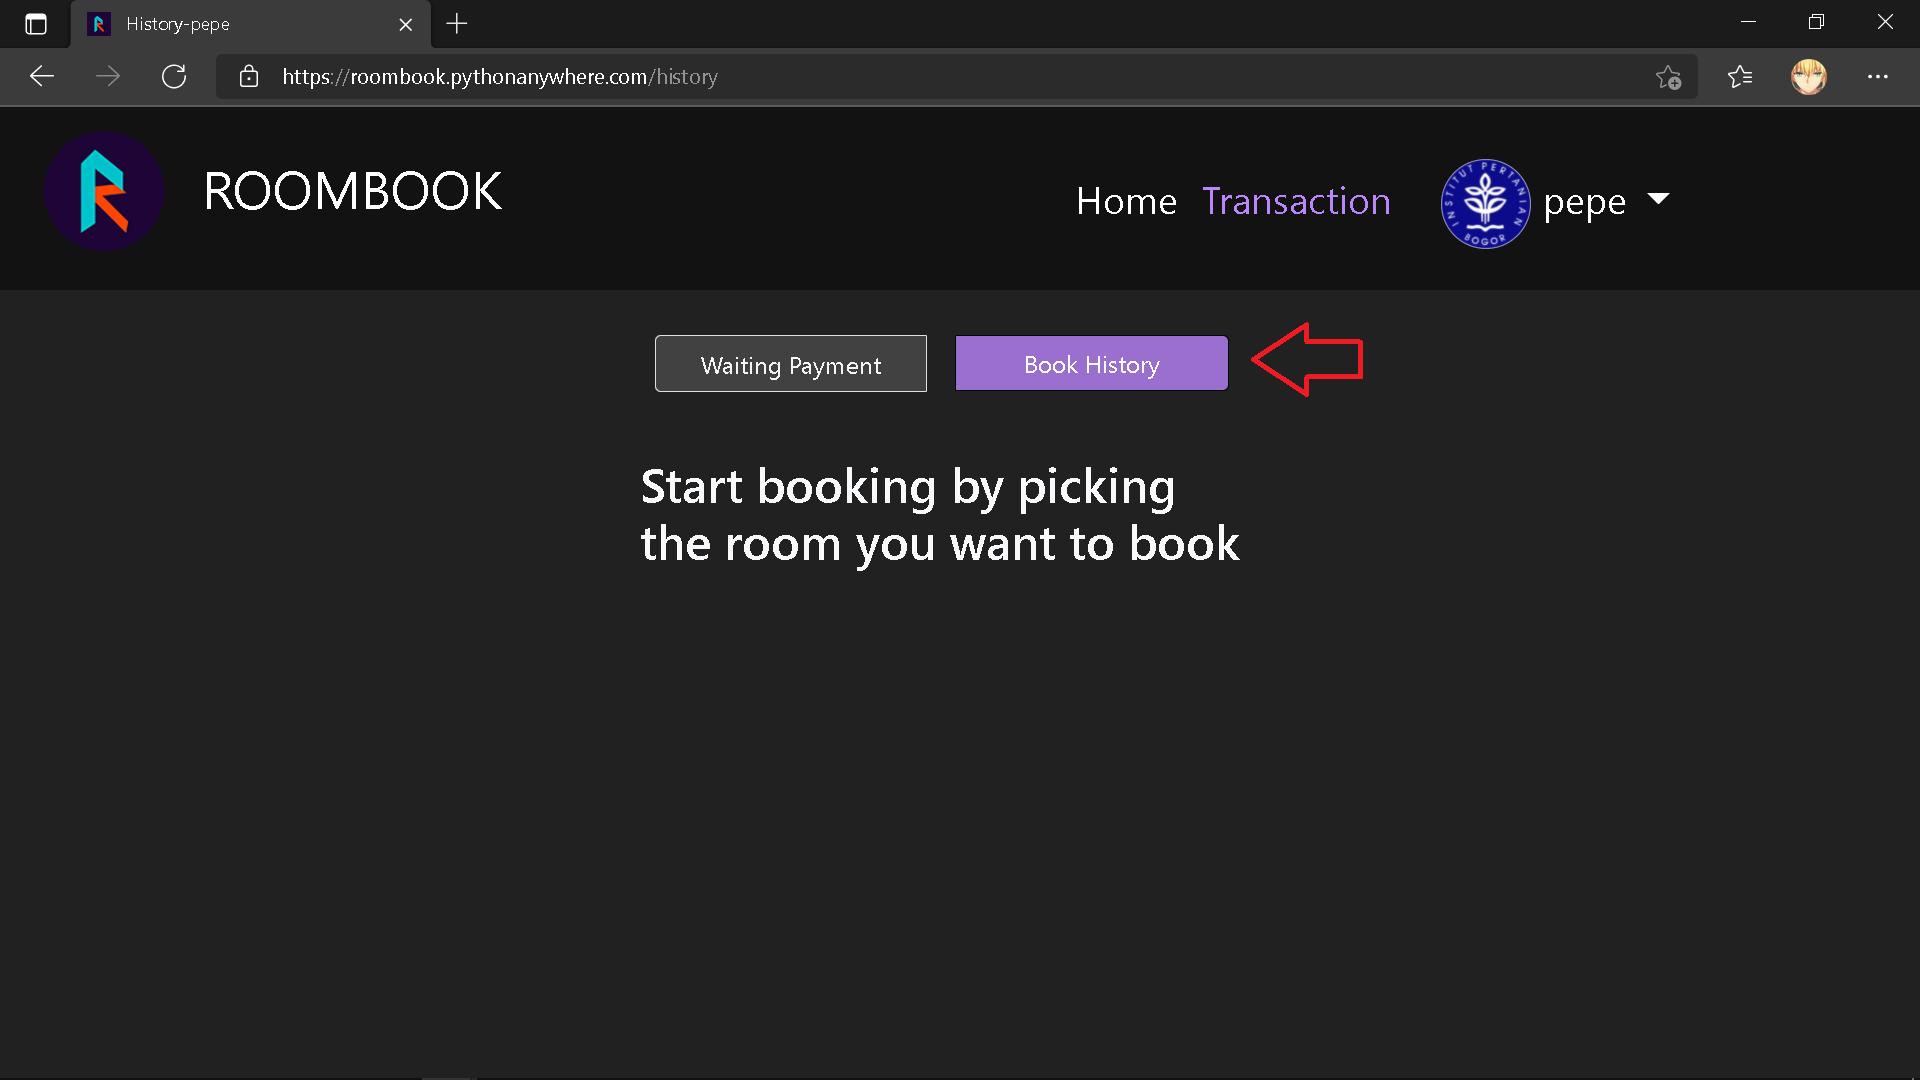 History-pepe
https://roombook.pythonanywhere.com/history
ROOMBOOK
Home Transaction
INSTITUT PERTANIAN
BOGOR
pepe
Waiting Payment
Book History
Start booking by picking
the room you want to book